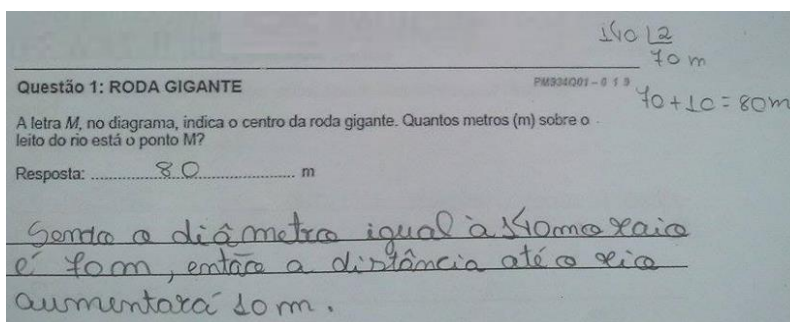 140 | 2
70 m
Questão 1: RODA GIGANTE
PM934Q01 – 0 1 9
70 + 10 = 80m
A letra M, no diagrama, indica o centro da roda gigante. Quantos metros (m) sobre o
leito do rio está o ponto M?
Resposta: 80 m
Sendo o diâmetro igual à 140m o raio
é 70m, então a distância até o rio
aumentará 10 m.